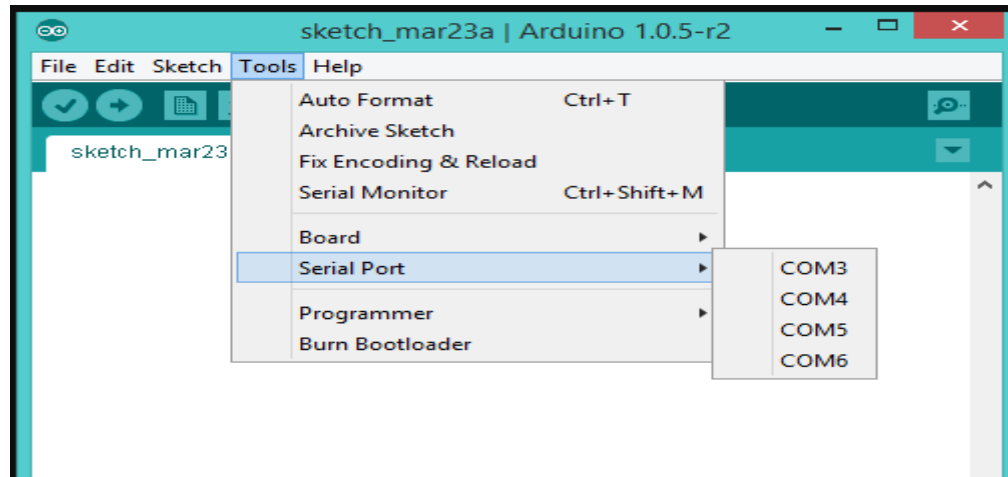 sketch_mar23a | Arduino 1.0.5-r2
File Edit Sketch Tools Help
Auto Format Ctrl+T
Archive Sketch
sketch_mar23
Fix Encoding & Reload
Serial Monitor Ctrl+Shift+M
Board
Serial Port
COM3
COM4
COM5
COM6
Programmer
Burn Bootloader